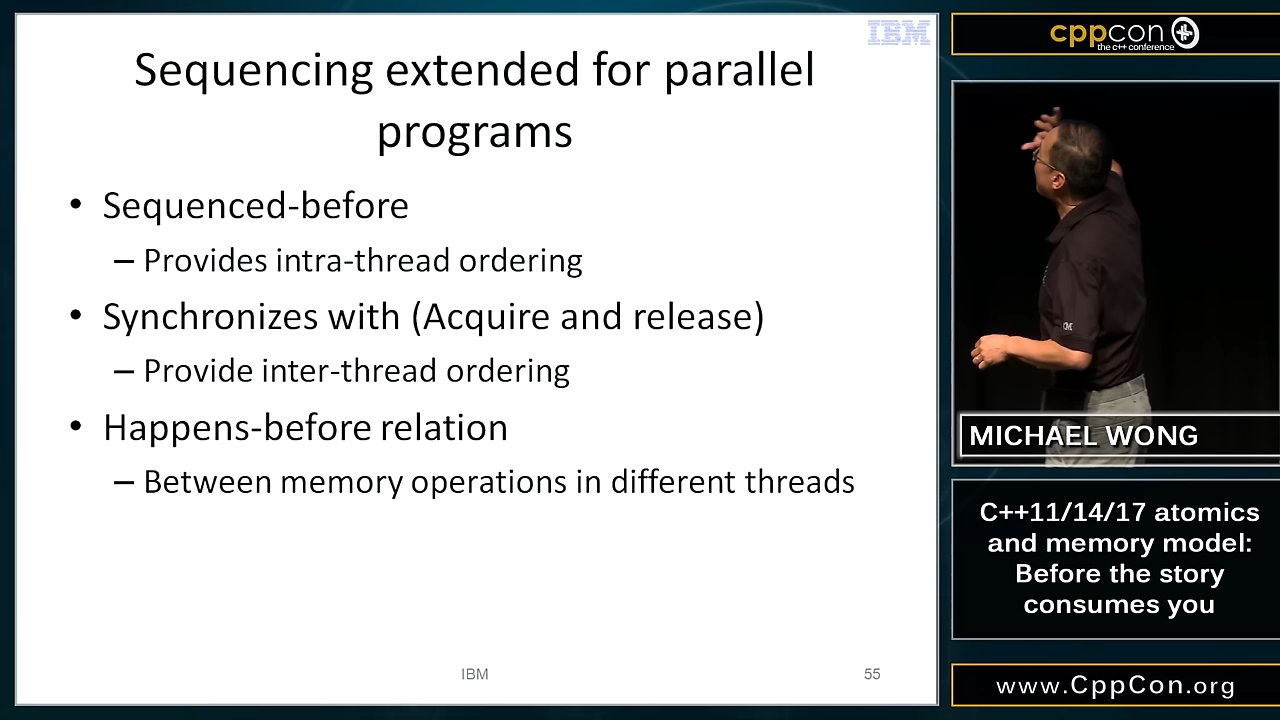 IBM
Sequencing extended for parallel
programs
• Sequenced-before
– Provides intra-thread ordering
• Synchronizes with (Acquire and release)
– Provide inter-thread ordering
• Happens-before relation
– Between memory operations in different threads
IBM
55
cppcon
the c++ conference
MICHAEL WONG
C++11/14/17 atomics
and memory model:
Before the story
consumes you
www.CppCon.org